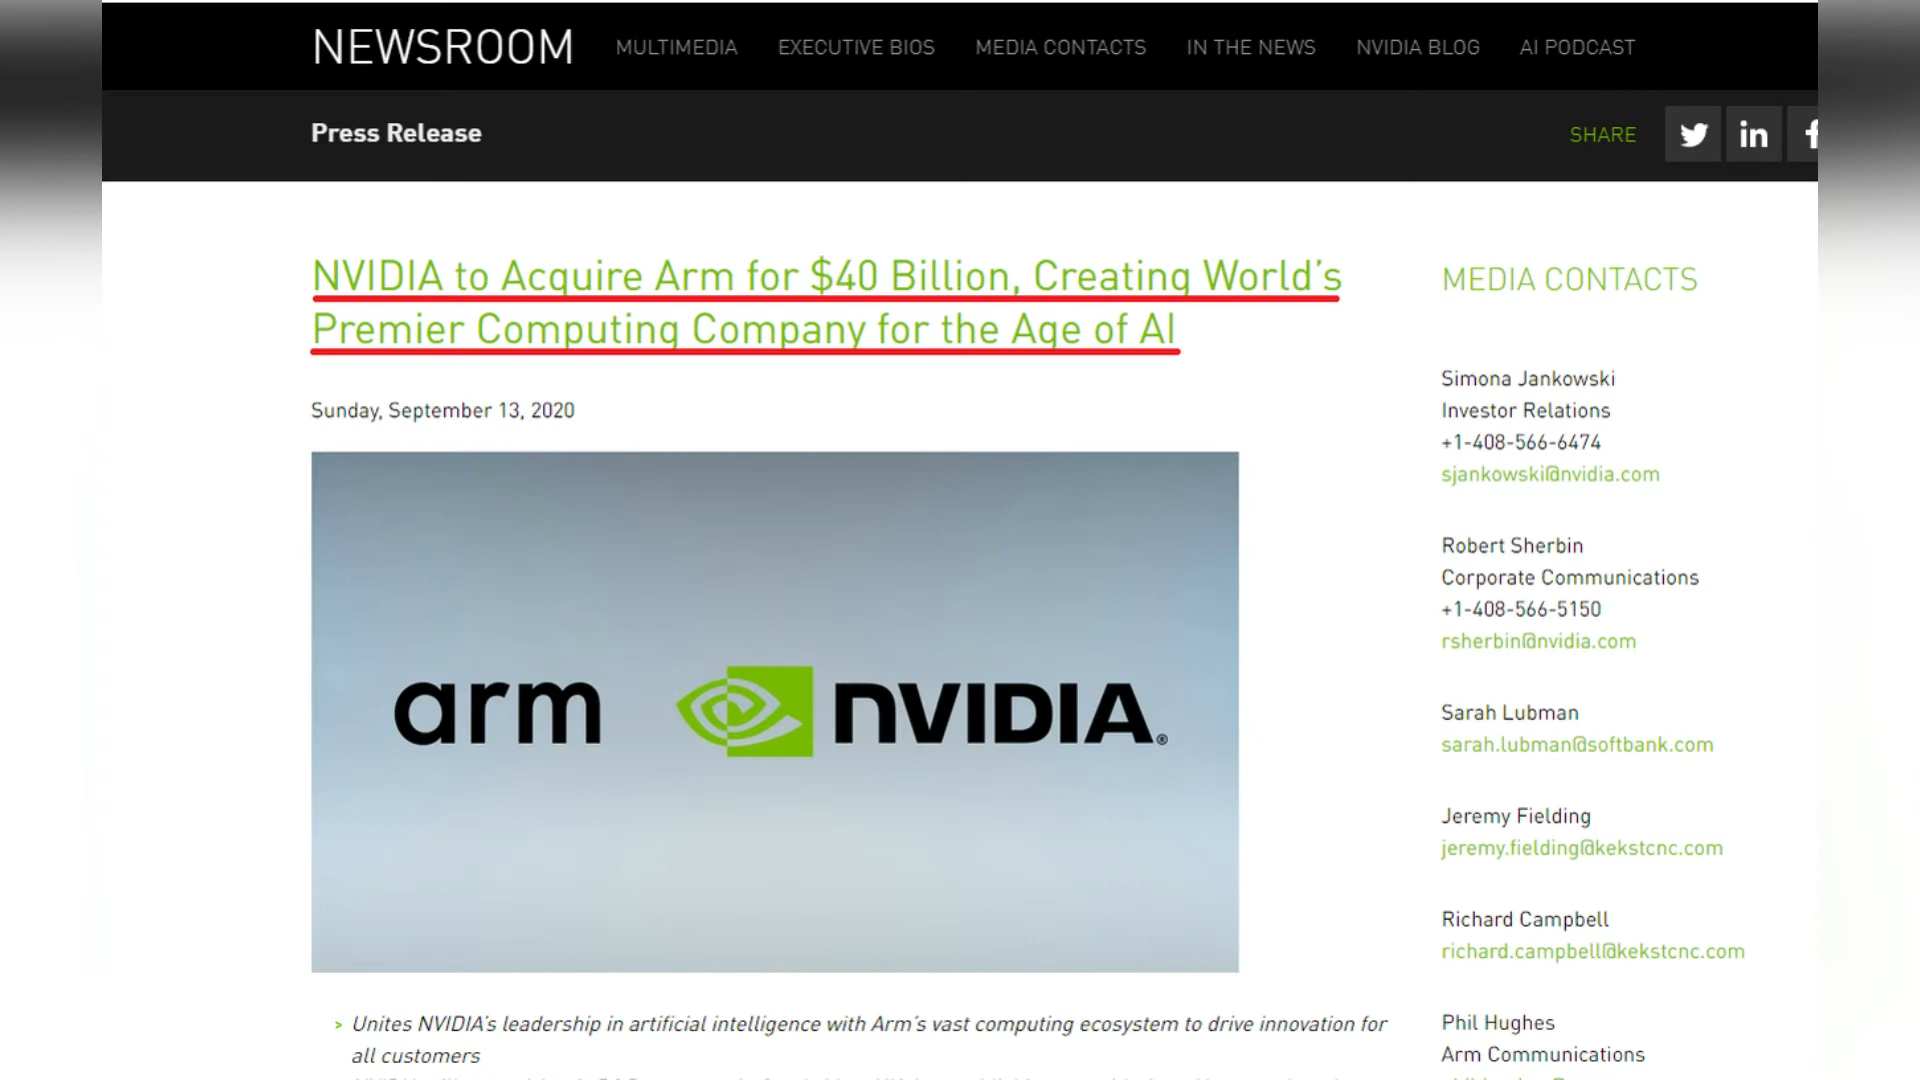 NEWSROOM MULTIMEDIA EXECUTIVE BIOS MEDIA CONTACTS IN THE NEWS NVIDIA BLOG AI PODCAST
Press Release
SHARE
NVIDIA to Acquire Arm for $40 Billion, Creating World's
Premier Computing Company for the Age of AI
Sunday, September 13, 2020
arm NVIDIA®
> Unites NVIDIA's leadership in artificial intelligence with Arm's vast computing ecosystem to drive innovation for
all customers
MEDIA CONTACTS
Simona Jankowski
Investor Relations
+1-408-566-6474
sjankowski@nvidia.com
Robert Sherbin
Corporate Communications
+1-408-566-5150
rsherbin@nvidia.com
Sarah Lubman
sarah.lubman@softbank.com
Jeremy Fielding
jeremy.fielding@kekstcnc.com
Richard Campbell
richard.campbell@kekstcnc.com
Phil Hughes
Arm Communications